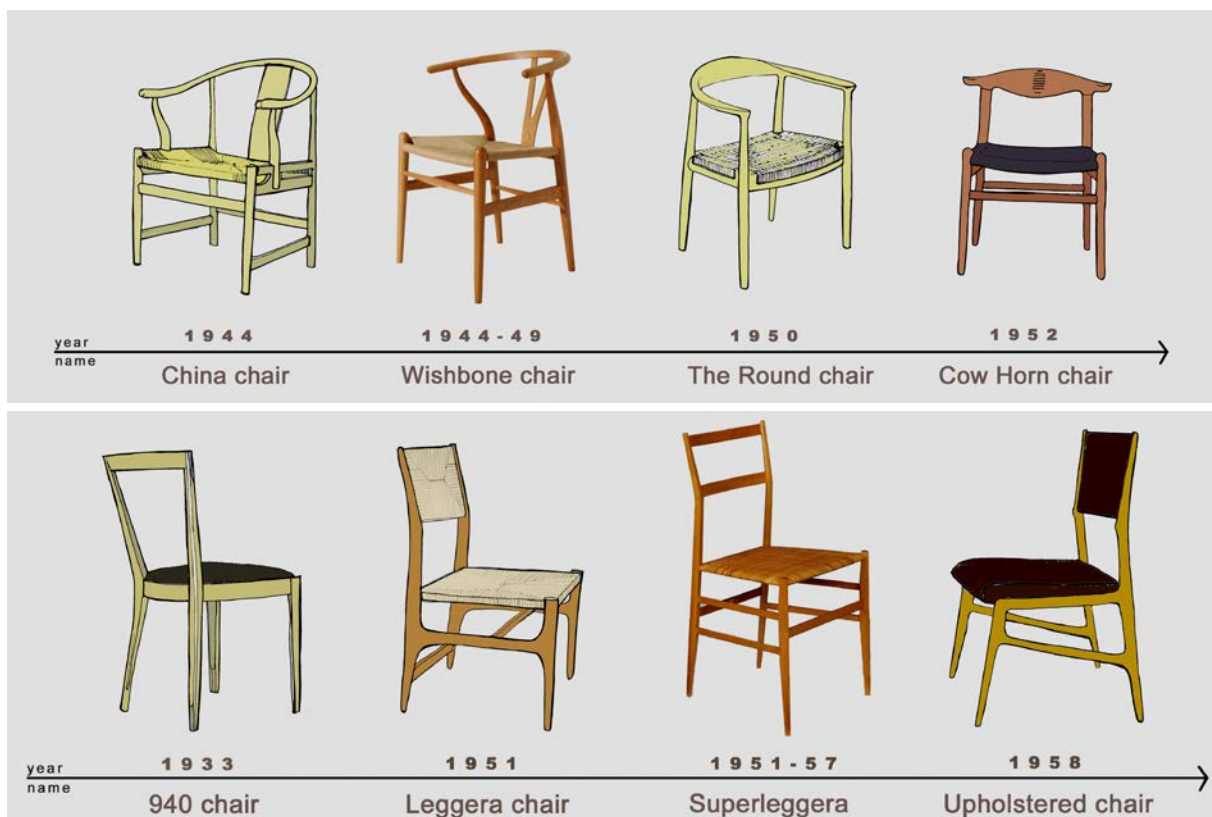 1944 1944-49 1950 1952
year
name
China chair Wishbone chair The Round chair Cow Horn chair
1933 1951 1951-57 1958
year
name
940 chair Leggera chair Superleggera Upholstered chair